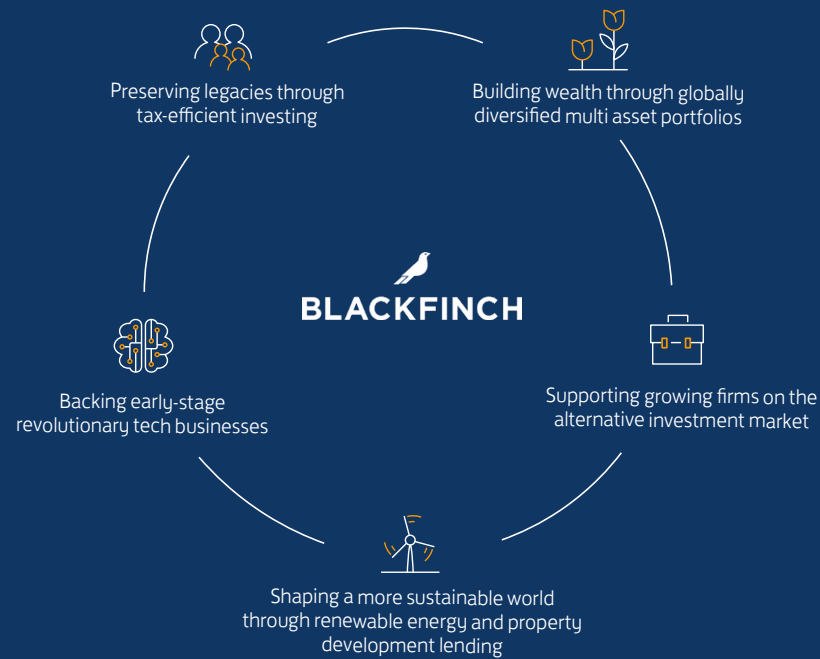 Preserving legacies through
tax-efficient investing
Building wealth through globally
diversified multi asset portfolios
BLACKFINCH
Backing early-stage
revolutionary tech businesses
Supporting growing firms on the
alternative investment market
Shaping a more sustainable world
through renewable energy and property
development lending